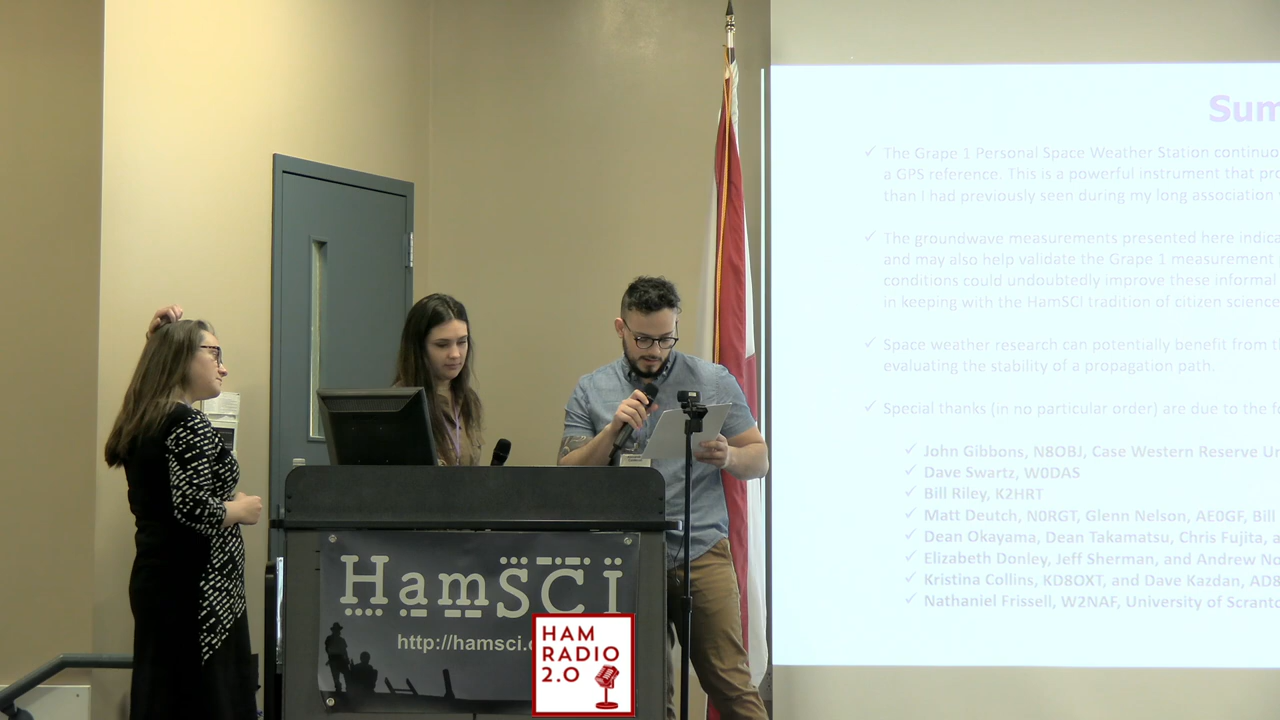 Sum
✓ The Grape 1 Personal Space Weather Station continuo
a GPS reference. This is a powerful instrument that pro
than I had previously seen during my long association
✓ The groundwave measurements presented here indica
and may also help validate the Grape 1 measurement
conditions could undoubtedly improve these informal
in keeping with the HamSCI tradition of citizen science
✓ Space weather research can potentially benefit from th
evaluating the stability of a propagation path.
✓ Special thanks (in no particular order) are due to the fo
✓ John Gibbons, N8OBJ, Case Western Reserve Un
✓ Dave Swartz, W0DAS
✓ Bill Riley, K2HRT
✓ Matt Deutch, N0RGT, Glenn Nelson, AE0GF, Bill
✓ Dean Okayama, Dean Takamatsu, Chris Fujita, a
✓ Elizabeth Donley, Jeff Sherman, and Andrew No
✓ Kristina Collins, KD8OXT, and Dave Kazdan, AD8
✓ Nathaniel Frissell, W2NAF, University of Scranto
HamSCI
http://hamsci.
HAM
RADIO
2.0